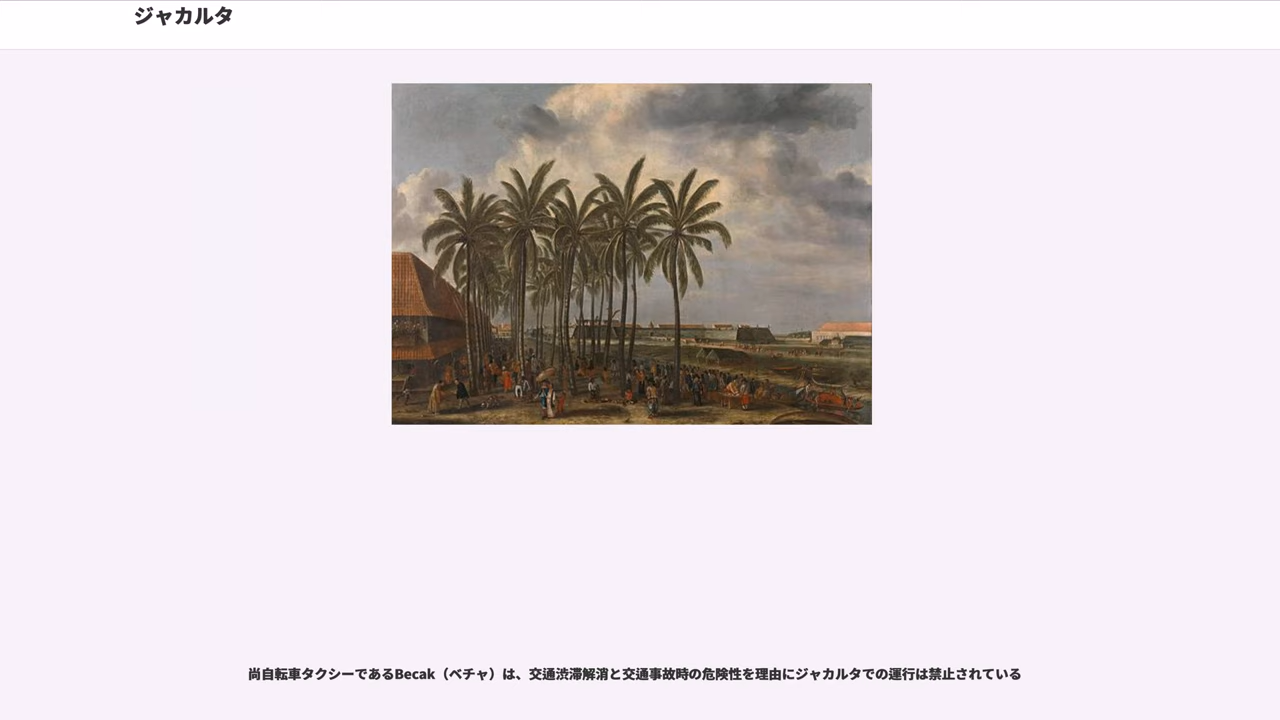 ジャカルタ
尚自転車タクシーであるBecak（ベチャ）は、交通渋滞解消と交通事故時の危険性を理由にジャカルタでの運行は禁止されている